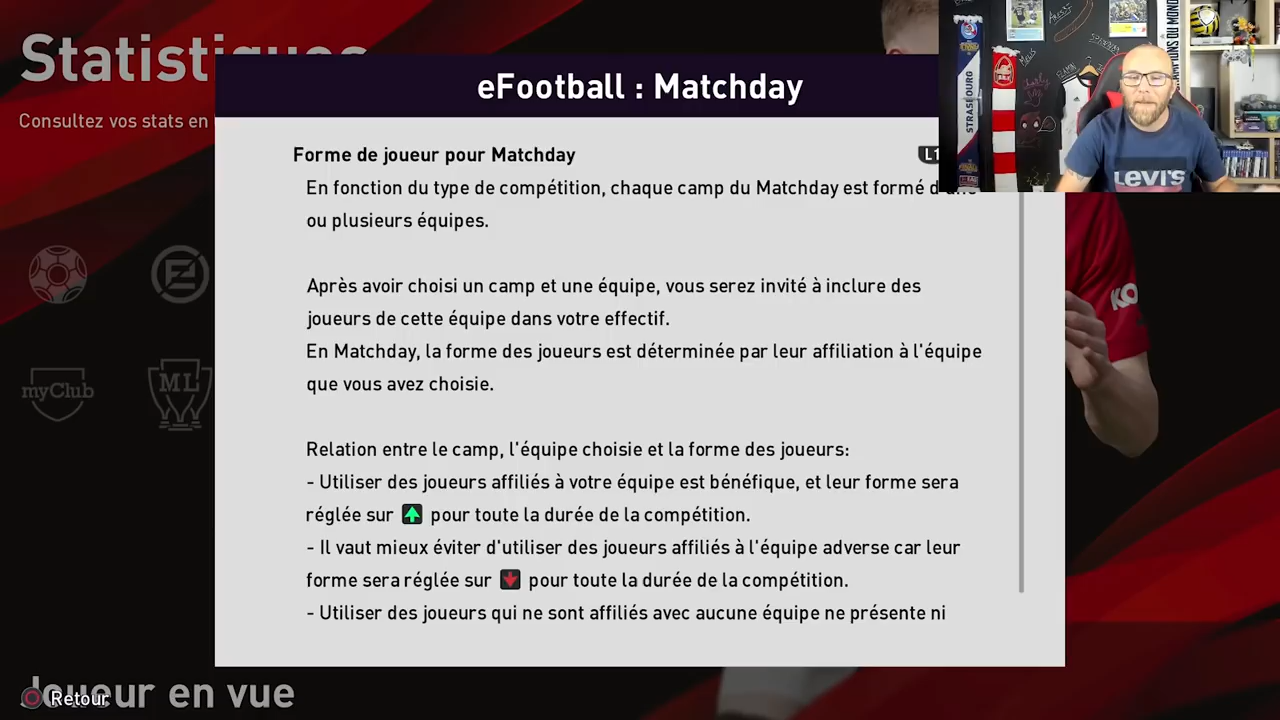 Statistiques
Consultez vos stats en
eFootball : Matchday
Forme de joueur pour Matchday
L1
En fonction du type de compétition, chaque camp du Matchday est formé d'une
ou plusieurs équipes.
Après avoir choisi un camp et une équipe, vous serez invité à inclure des
joueurs de cette équipe dans votre effectif.
En Matchday, la forme des joueurs est déterminée par leur affiliation à l'équipe
que vous avez choisie.
Relation entre le camp, l'équipe choisie et la forme des joueurs:
- Utiliser des joueurs affiliés à votre équipe est bénéfique, et leur forme sera
réglée sur pour toute la durée de la compétition.
- Il vaut mieux éviter d'utiliser des joueurs affiliés à l'équipe adverse car leur
forme sera réglée sur pour toute la durée de la compétition.
- Utiliser des joueurs qui ne sont affiliés avec aucune équipe ne présente ni
myClub
ML
Joueur en vue
Retour
STRASBOURG
LEVI'S
KO